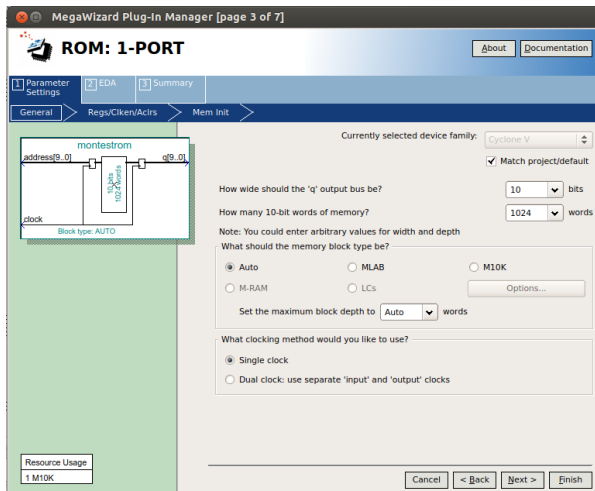 MegaWizard Plug-In Manager [page 3 of 7]
ROM: 1-PORT
About
Documentation
1 Parameter Settings
2 EDA
3 Summary
General
Regs/Clken/Aclrs
Mem Init
montestrom
address[9..0]
q[9..0]
10 bits
1024 words
clock
Block type: AUTO
Currently selected device family:
Cyclone V
Match project/default
How wide should the 'q' output bus be?
10
bits
How many 10-bit words of memory?
1024
words
Note: You could enter arbitrary values for width and depth
What should the memory block type be?
Auto
MLAB
M10K
M-RAM
LCs
Options...
Set the maximum block depth to
Auto
words
What clocking method would you like to use?
Single clock
Dual clock: use separate 'input' and 'output' clocks
Resource Usage
1 M10K
Cancel
< Back
Next >
Finish